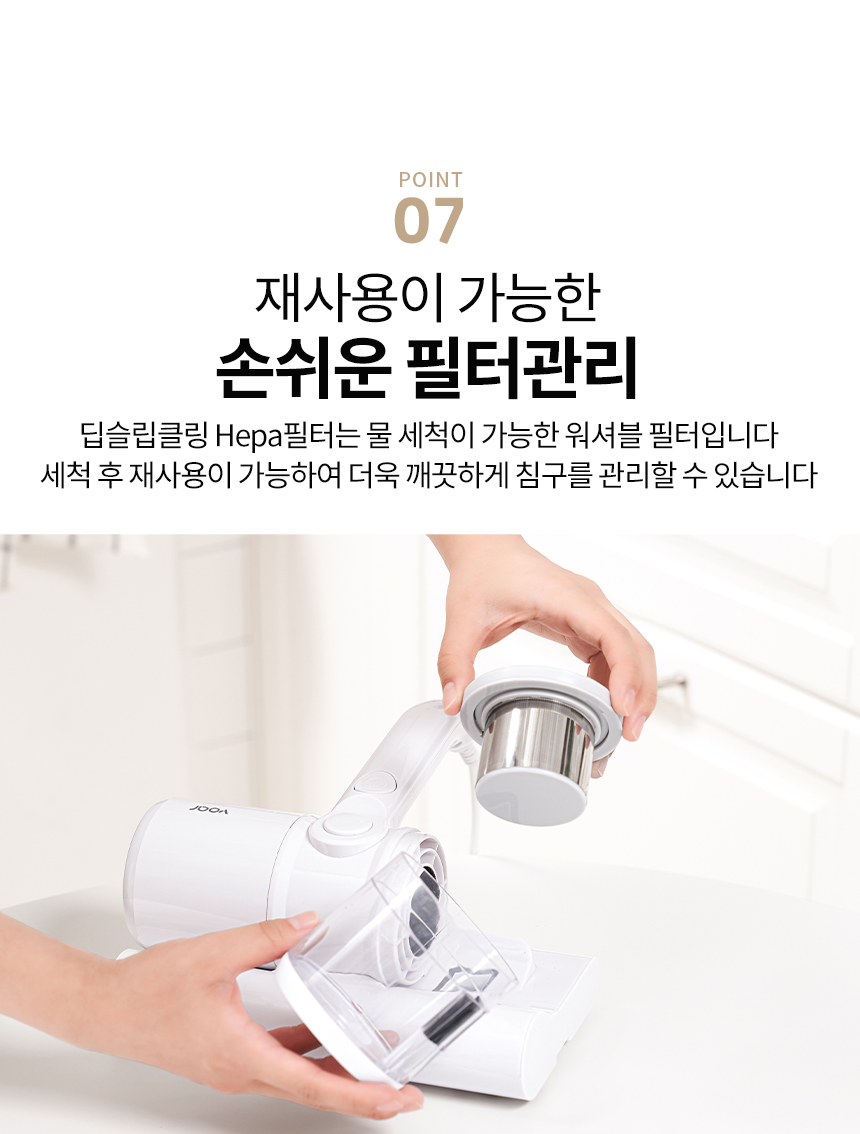 POINT
07
재사용이 가능한
손쉬운 필터관리
딥슬립클링 Hepa필터는 물 세척이 가능한 워셔블 필터입니다
세척 후 재사용이 가능하여 더욱 깨끗하게 침구를 관리할 수 있습니다
voar